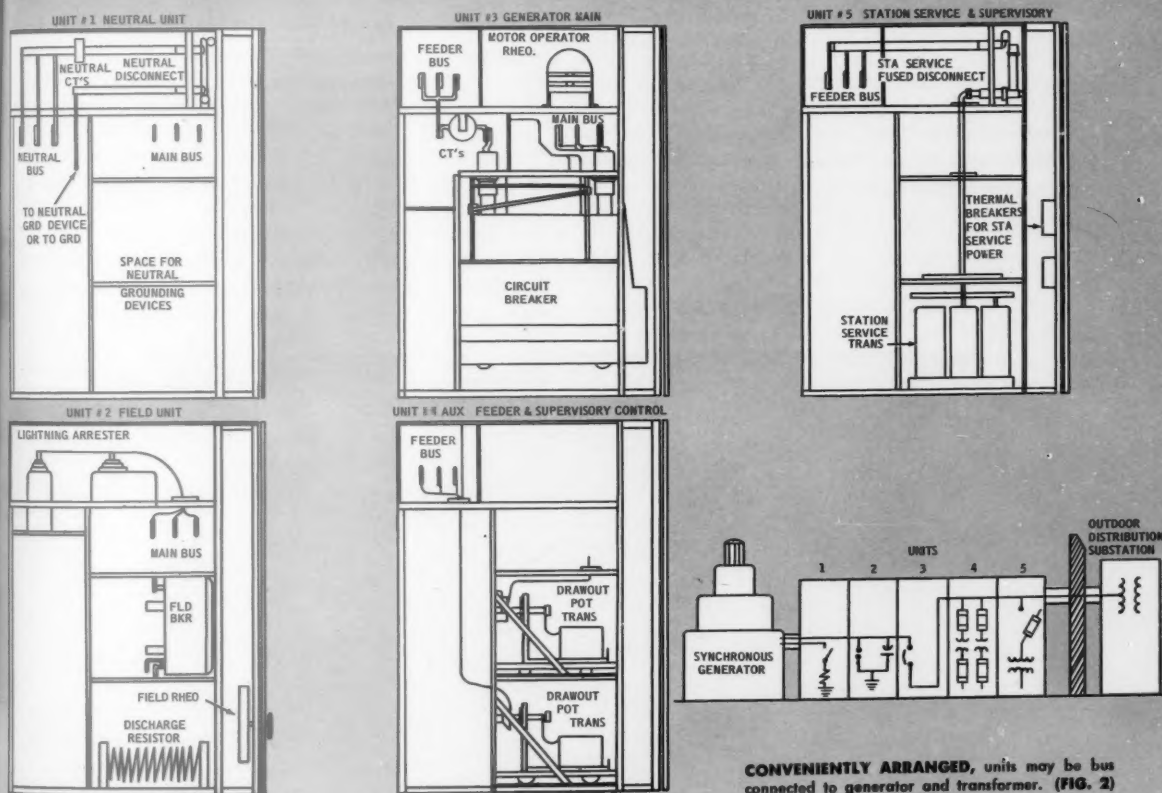 UNIT #1 NEUTRAL UNIT
NEUTRAL
CT'S
NEUTRAL
DISCONNECT
NEUTRAL
BUS
MAIN BUS
TO NEUTRAL
GRD DEVICE
OR TO GRD
SPACE FOR
NEUTRAL
GROUNDING
DEVICES
UNIT #3 GENERATOR MAIN
FEEDER
BUS
MOTOR OPERATOR
RHEO.
MAIN BUS
CT's
CIRCUIT
BREAKER
UNIT #5 STATION SERVICE & SUPERVISORY
STA SERVICE
FUSED DISCONNECT
FEEDER BUS
THERMAL
BREAKERS
FOR STA
SERVICE
POWER
STATION
SERVICE
TRANS
UNIT #2 FIELD UNIT
LIGHTNING ARRESTER
MAIN BUS
FLD
BKR
FIELD RHEO
DISCHARGE
RESISTOR
UNIT #4 AUX FEEDER & SUPERVISORY CONTROL
FEEDER
BUS
DRAWOUT
POT
TRANS
DRAWOUT
POT
TRANS
UNITS
1 2 3 4 5
OUTDOOR
DISTRIBUTION
SUBSTATION
SYNCHRONOUS
GENERATOR
CONVENIENTLY ARRANGED, units may be bus
connected to generator and transformer. (FIG. 2)